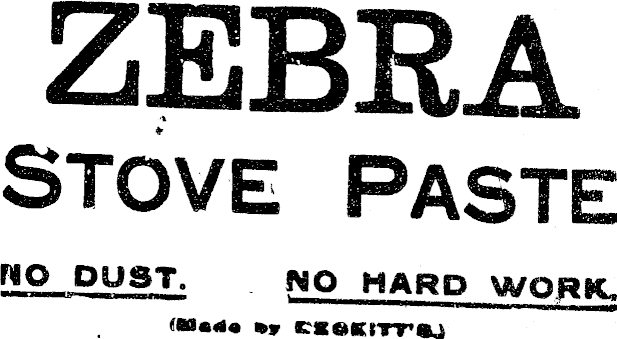 ZEBRA
STOVE PASTE
NO DUST. NO HARD WORK.
(Made by